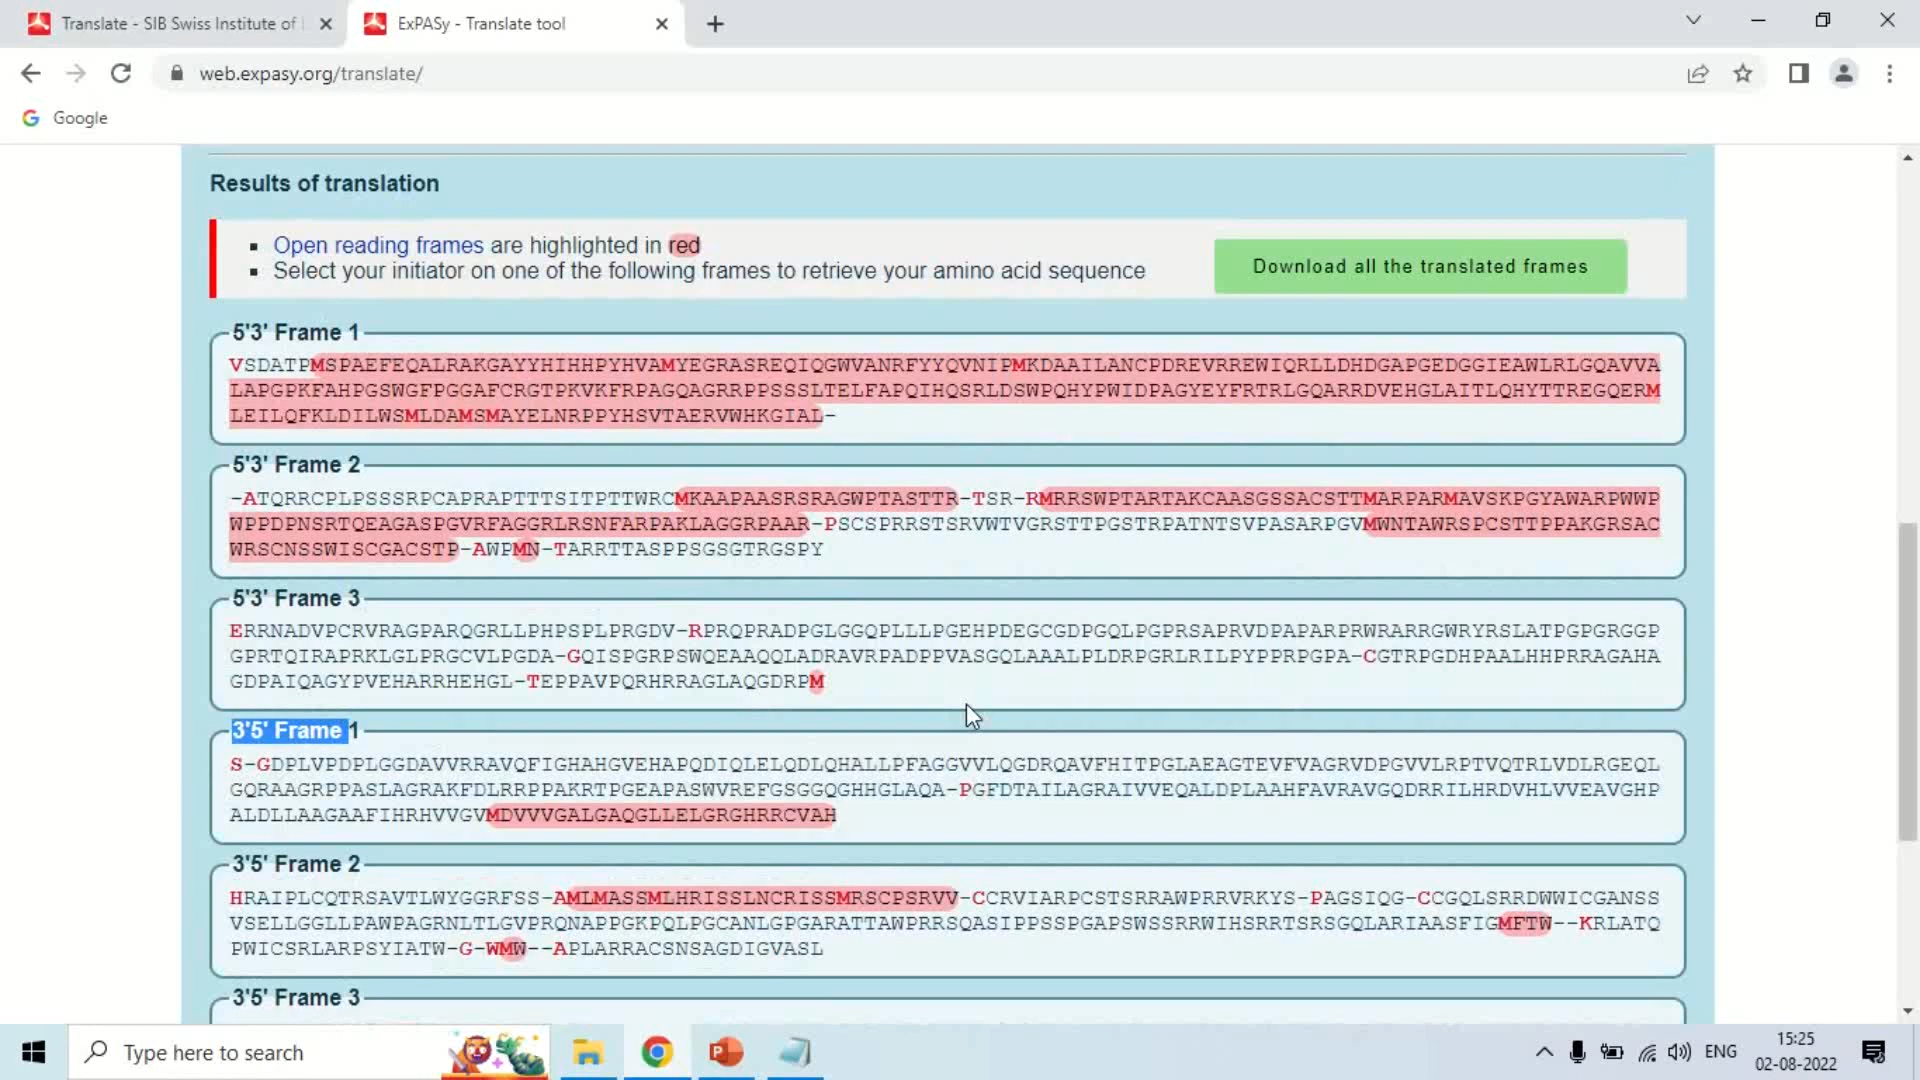 Translate - SIB Swiss Institute of
ExPASy - Translate tool
web.expasy.org/translate/
Google
Results of translation
Open reading frames are highlighted in red
Select your initiator on one of the following frames to retrieve your amino acid sequence
Download all the translated frames
5'3' Frame 1
VSDATPMSPAEFEQALRAKGAYYHIHHPYHVAMYEGRASREQIQGWVANRFYYQVNIPMKDAAILANCPDREVRREWIQRLLDHDGAPGEDGGIEAWLRLGQAVVA
LAPGPKFAHPGSWGFPGGAFCRGTPKVKFRPAGQAGRRPPSSSLTELFAPQIHQSRLDSWPQHYPWIDPAGYEYFRTRLGQARRDVEHGLAITLQHYTTREGQERM
LEILQFKLDILWSMLDAMSMAYELNRPPYHSVTAERVWHKGIAL-
5'3' Frame 2
-ATQRRCPLPSSSRPCAPRAPTTTSITPTTWRCMKAAPAASRSRAGWPTASTTR-TSR-RMRRSWPTARTAKCAASGSSACSTTMARPARMAVSKPGYAWARPWWP
WPPDPNSRTQEAGASPGVRFAGGRLRSNFARPAKLAGGRPAAR-PSCSPRRSTSRVWTVGRSTTPGSTRPATNTSVPASARPGVMWNTAWRSPCSTTPPAKGRSAC
WRSCNSSWISCGACSTP-AWPMN-TARRTTASPPSGSGTRGSPY
5'3' Frame 3
ERRNADVPCRVRAGPARQGRLLPHPSPLPRGDV-RPRQPRADPGLGGQPLLLPGEHPDEGCGDPGQLPGPRSAPRVDPAPARPRWRARRGWRYRSLATPGPGRGGP
GPRTQIRAPRKLGLPRGCVLPGDA-GQISPGRPSWQEAAQQLADRAVRPADPPVASGQLAAALPLDRPGRLRILPYPPRPGPA-CGTRPGDHPAALHHPRRAGAHA
GDPAIQAGYPVEHARRHEHGL-TEPPAVPQRHRRAGLAQGDRPM
3'5' Frame 1
S-GDPLVPDPLGGDAVVRRAVQFIGHAHGVEHAPQDIQLELQDLQHALLPFAGGVVLQGDRQAVFHITPGLAEAGTEVFVAGRVDPGVVLRPTVQTRLVDLRGEQL
GQRAAGRPPASLAGRAKFDLRRPPAKRTPGEAPASWVREFGSGGQGHHGLAQA-PGFDTAILAGRAIVVEQALDPLAAHFAVRAVGQDRRILHRDVHLVVEAVGHP
ALDLLAAGAAFIHRHVVGVMDVVVGALGAQGLLELGRGHRRCVAH
3'5' Frame 2
HRAIPLCQTRSAVTLWYGGRFSS-AMLMASSMLHRISSLNCRISSMRSCPSRVV-CCRVIARPCSTSRRAWPRRVRKYS-PAGSIQG-CCGQLSRRDWWICGANSS
VSELLGGLLPAWPAGRNLTLGVPRQNAPPGKPQLPGCANLGPGARATTAWPRRSQASIPPSSPGAPSWSSRRWIHSRRTSRSGQLARIAASFIGMFTW--KRLATQ
PWICSRLARPSYIATW-G-WMW--APLARRACSNSAGDIGVASL
3'5' Frame 3
Type here to search
ENG
15:25
02-08-2022